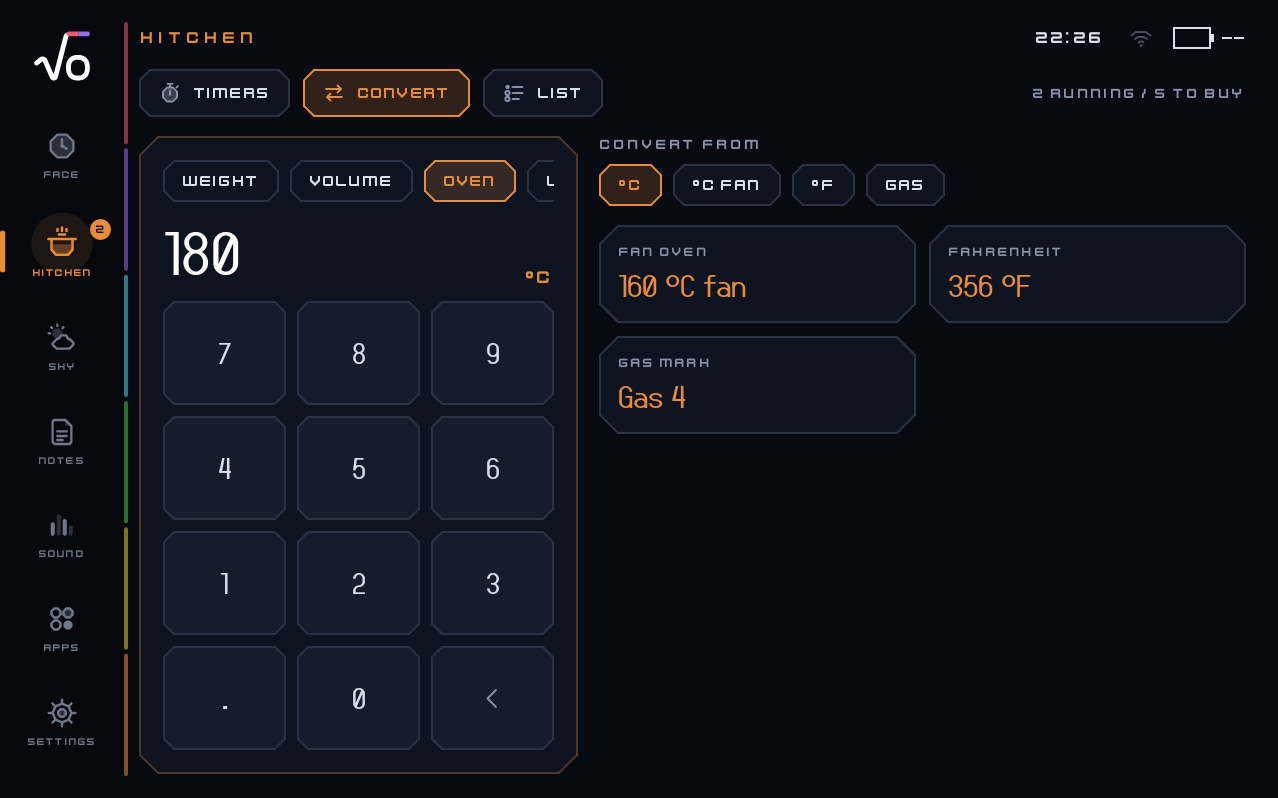 √o
HITCHEN
22:26
--
TIMERS
CONVERT
LIST
2 RUNNING / 5 TO BUY
FACE
2
HITCHEN
SKY
NOTES
SOUND
APPS
SETTINGS
WEIGHT
VOLUME
OVEN
L
180
°C
7
8
9
4
5
6
1
2
3
.
0
<
CONVERT FROM
°C
°C FAN
°F
GAS
FAN OVEN
160 °C fan
FAHRENHEIT
356 °F
GAS MARK
Gas 4